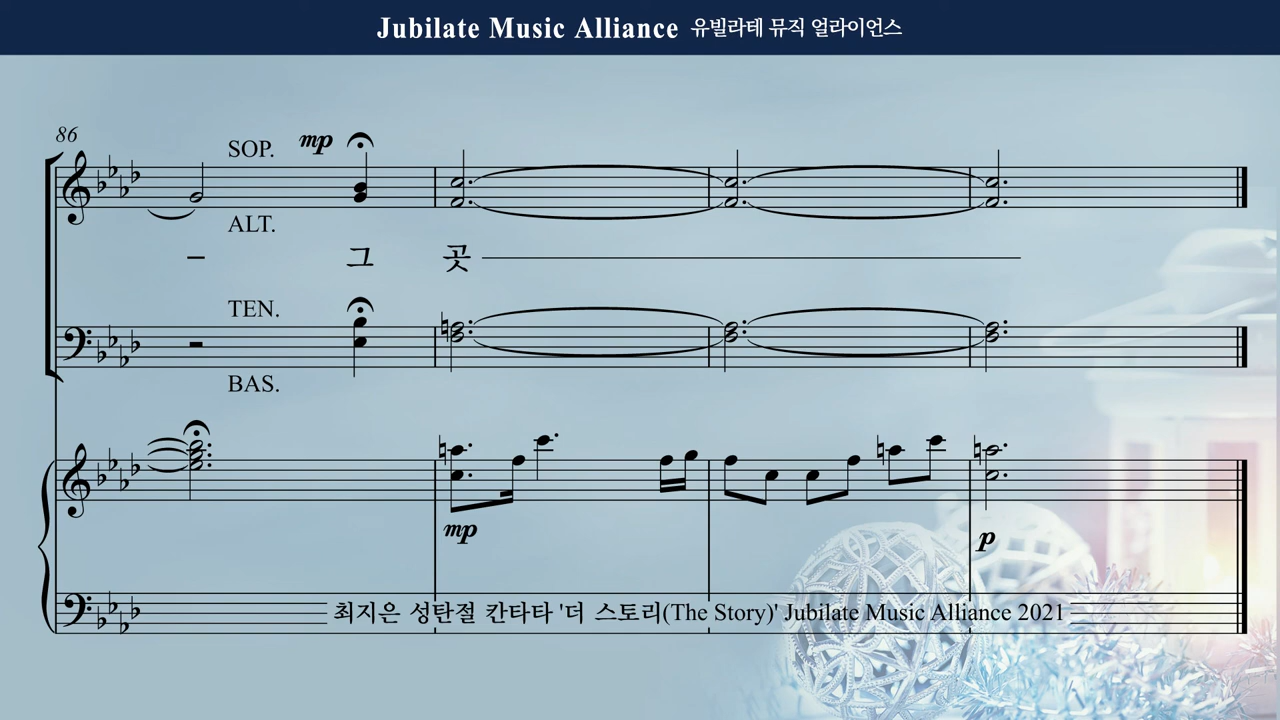 Jubilate Music Alliance 유빌라테 뮤직 얼라이언스
86
SOP. mp
ALT.
– 그 곳
TEN.
BAS.
mp p
최지은 성탄절 칸타타 '더 스토리(The Story)' Jubilate Music Alliance 2021